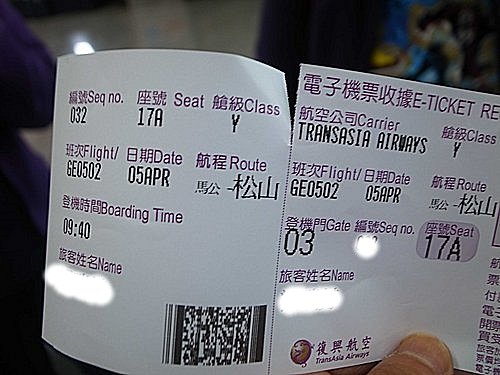 編號Seq no. 座號 Seat 艙級Class
032 17A Y
班次Flight/ 日期Date 航程Route
GE0502 05APR 馬公-松山
登機時間Boarding Time
09:40
旅客姓名Name
電子機票收據E-TICKET RE
航空公司Carrier 艙級Class
TRANSASIA AIRWAYS Y
班次Flight/ 日期Date 航程Route
GE0502 05APR 馬公-松山
登機門Gate 編號Seq no. 座號Seat
03 17A
旅客姓名Name
復興航空
TransAsia Airways